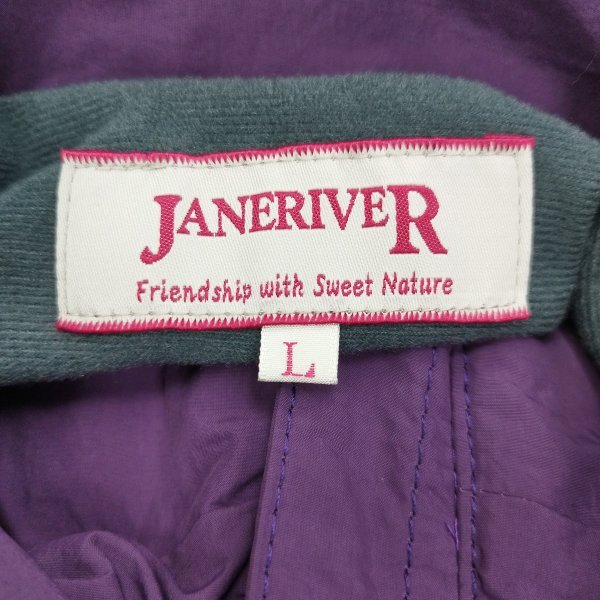 JANERIVER
Friendship with Sweet Nature
L